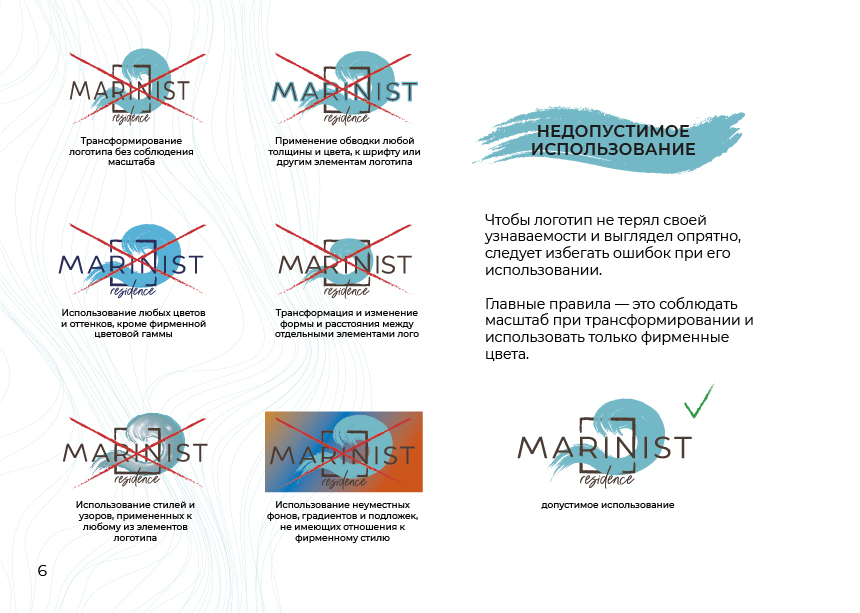 MARINIST
residence
Трансформирование
логотипа без соблюдения
масштаба
MARINIST
residence
Применение обводки любой
толщины и цвета, к шрифту или
другим элементам логотипа
НЕДОПУСТИМОЕ
ИСПОЛЬЗОВАНИЕ
MARINIST
residence
Использование любых цветов
и оттенков, кроме фирменной
цветовой гаммы
MARINIST
residence
Трансформация и изменение
формы и расстояния между
отдельными элементами лого
Чтобы логотип не терял своей
узнаваемости и выглядел опрятно,
следует избегать ошибок при его
использовании.
Главные правила — это соблюдать
масштаб при трансформировании и
использовать только фирменные
цвета.
MARINIST
residence
Использование стилей и
узоров, примененных к
любому из элементов
логотипа
MARINIST
residence
Использование неуместных
фонов, градиентов и подложек,
не имеющих отношения к
фирменному стилю
MARINIST
residence
допустимое использование
6